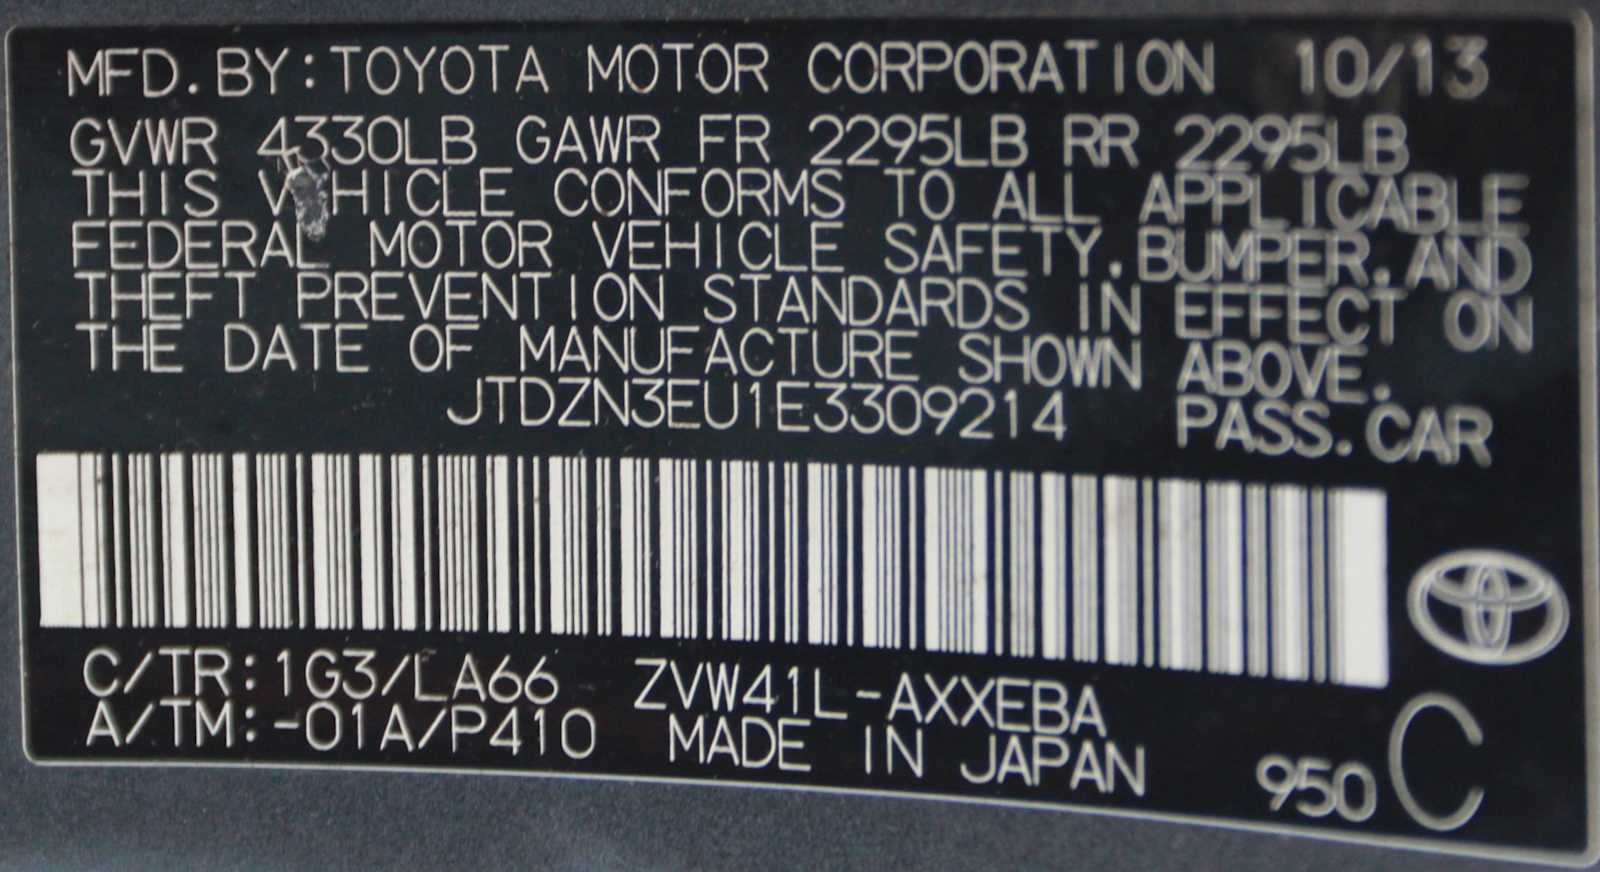 MFD. BY: TOYOTA MOTOR CORPORATION 10/13
GVWR 4330LB GAWR FR 2295LB RR 2295LB
THIS VEHICLE CONFORMS TO ALL APPLICABLE
FEDERAL MOTOR VEHICLE SAFETY. BUMPER. AND
THEFT PREVENTION STANDARDS IN EFFECT ON
THE DATE OF MANUFACTURE SHOWN ABOVE.
JTDZN3EU1E3309214 PASS. CAR
C/TR: 1G3/LA66 ZVW41L-AXXEBA
A/TM: -01A/P410 MADE IN JAPAN 950 C